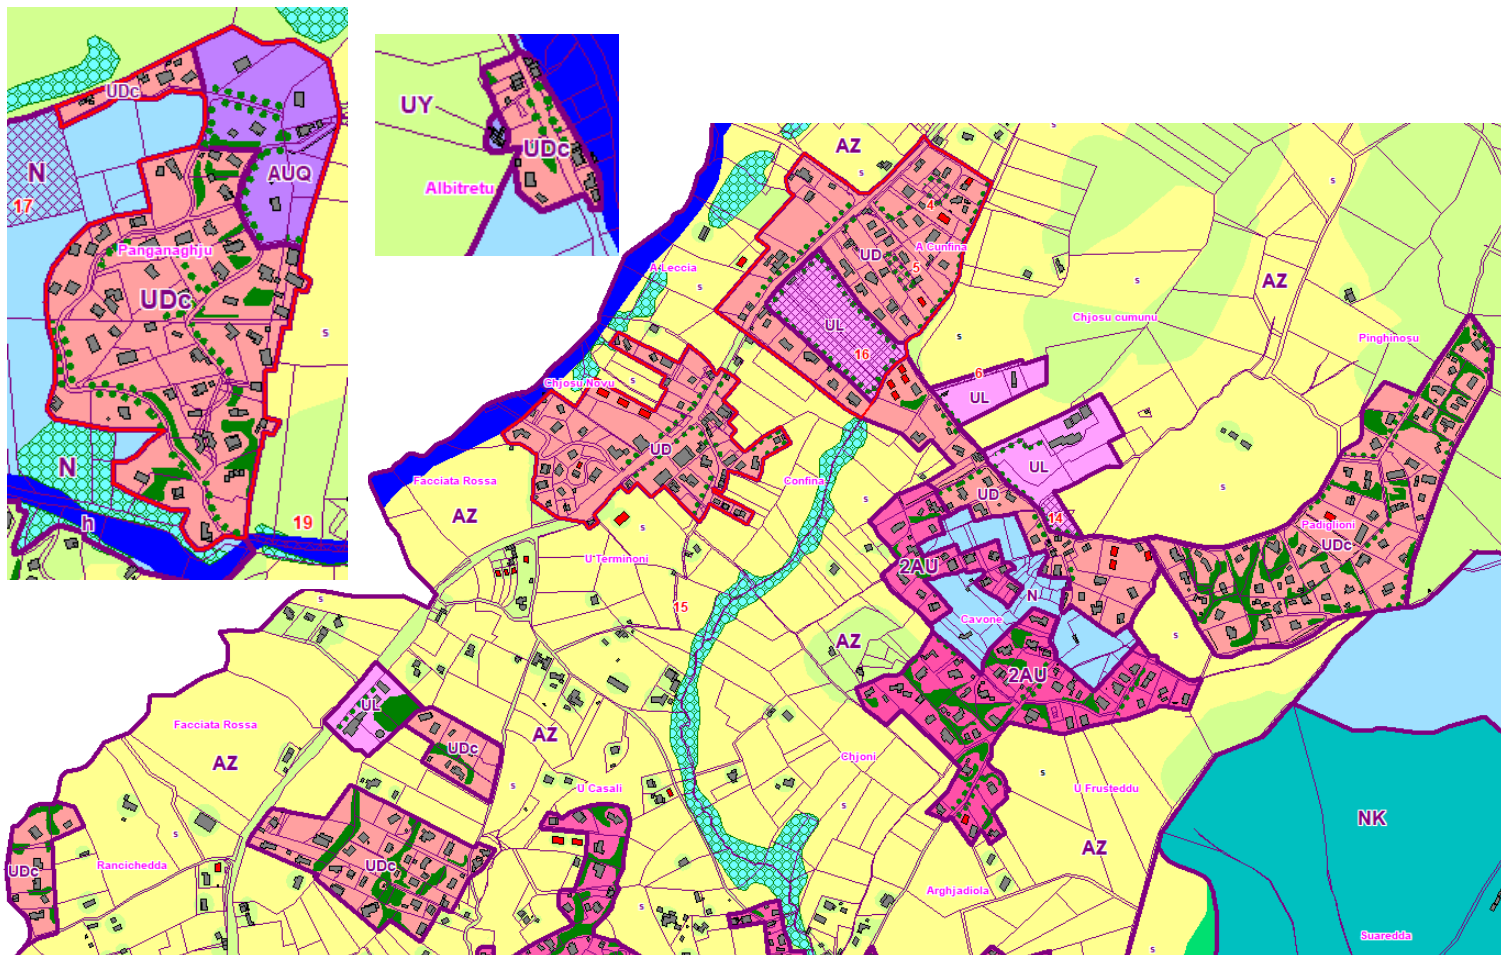 UDc
N
AUQ
17
Panganaghju
UDc
s
N
h
19
UY
UDc
Albitretu
AZ
s
s
4
A Cunfina
UD
5
A Leccia
s
AZ
s
Chjosu cumunu
Pinghinosu
UL
16
s
6
UL
Chjosu Novu
s
UD
UL
Facciata Rossa
AZ
Confina
s
s
UD
14
Padiglioni
UDc
s
U Terminoni
2AU
N
Cavone
15
s
AZ
s
2AU
UL
Facciata Rossa
UDc
AZ
AZ
s
Chjoni
s
U Casali
U Frusteddu
NK
s
Rancichedda
UDc
UDc
AZ
Arghjadiola
s
s
Suaredda
s